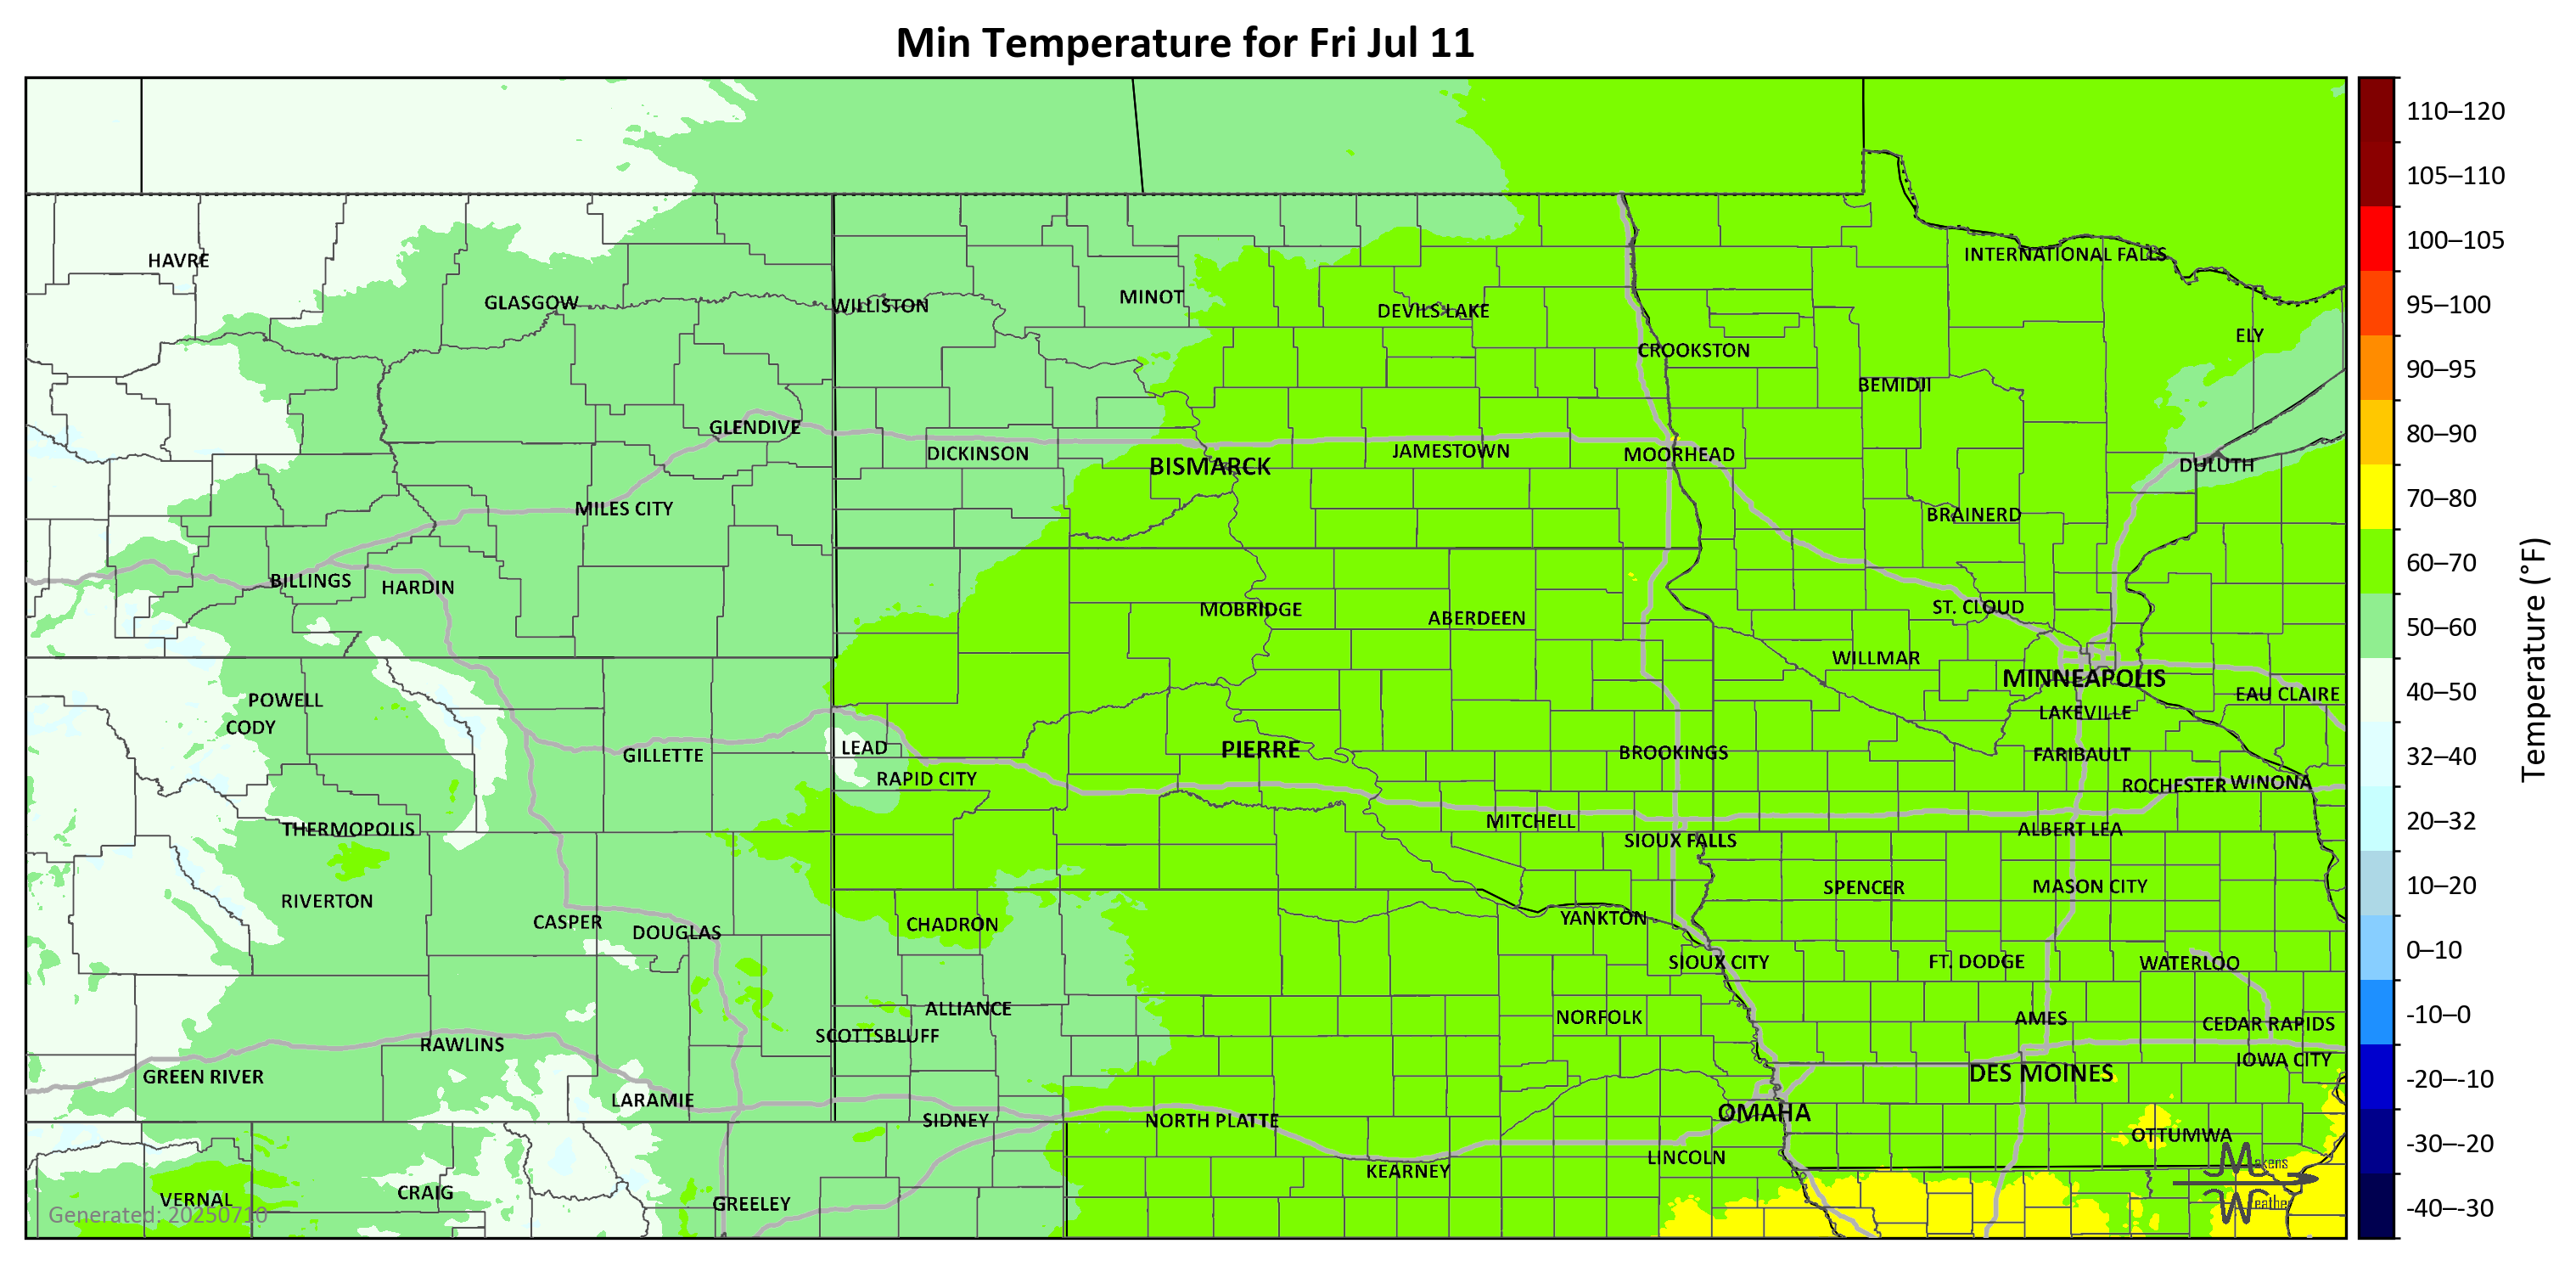 Min Temperature for Fri Jul 11
110–120
105–110
100–105
95–100
90–95
80–90
70–80
60–70
50–60
40–50
32–40
20–32
10–20
0–10
-10–0
-20–-10
-30–-20
-40–-30
Temperature (°F)
HAVRE
GLASGOW
WILLISTON
MINOT
DEVILS LAKE
INTERNATIONAL FALLS
ELY
CROOKSTON
BEMIDJI
GLENDIVE
DICKINSON
BISMARCK
JAMESTOWN
MOORHEAD
DULUTH
MILES CITY
BRAINERD
BILLINGS
HARDIN
MOBRIDGE
ABERDEEN
ST. CLOUD
WILLMAR
MINNEAPOLIS
EAU CLAIRE
POWELL
CODY
LAKEVILLE
GILLETTE
LEAD
PIERRE
BROOKINGS
FARIBAULT
RAPID CITY
ROCHESTER
WINONA
THERMOPOLIS
MITCHELL
SIOUX FALLS
ALBERT LEA
RIVERTON
SPENCER
MASON CITY
CASPER
DOUGLAS
CHADRON
YANKTON
SIOUX CITY
FT. DODGE
WATERLOO
ALLIANCE
NORFOLK
AMES
CEDAR RAPIDS
SCOTTSBLUFF
RAWLINS
IOWA CITY
GREEN RIVER
DES MOINES
LARAMIE
SIDNEY
NORTH PLATTE
OMAHA
OTTUMWA
LINCOLN
KEARNEY
VERNAL
CRAIG
GREELEY
Makens
Weather
Generated: 20250710